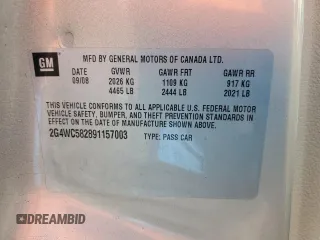 GM
MFD BY GENERAL MOTORS OF CANADA LTD.
DATE GVWR GAWR FRT GAWR RR
09/08 2026 KG 1109 KG 917 KG
4465 LB 2444 LB 2021 LB
THIS VEHICLE CONFORMS TO ALL APPLICABLE U.S. FEDERAL MOTOR
VEHICLE SAFETY, BUMPER, AND THEFT PREVENTION STANDARDS IN
EFFECT ON THE DATE OF MANUFACTURE SHOWN ABOVE.
2G4WC582891157003 TYPE: PASS CAR
DREAMBID